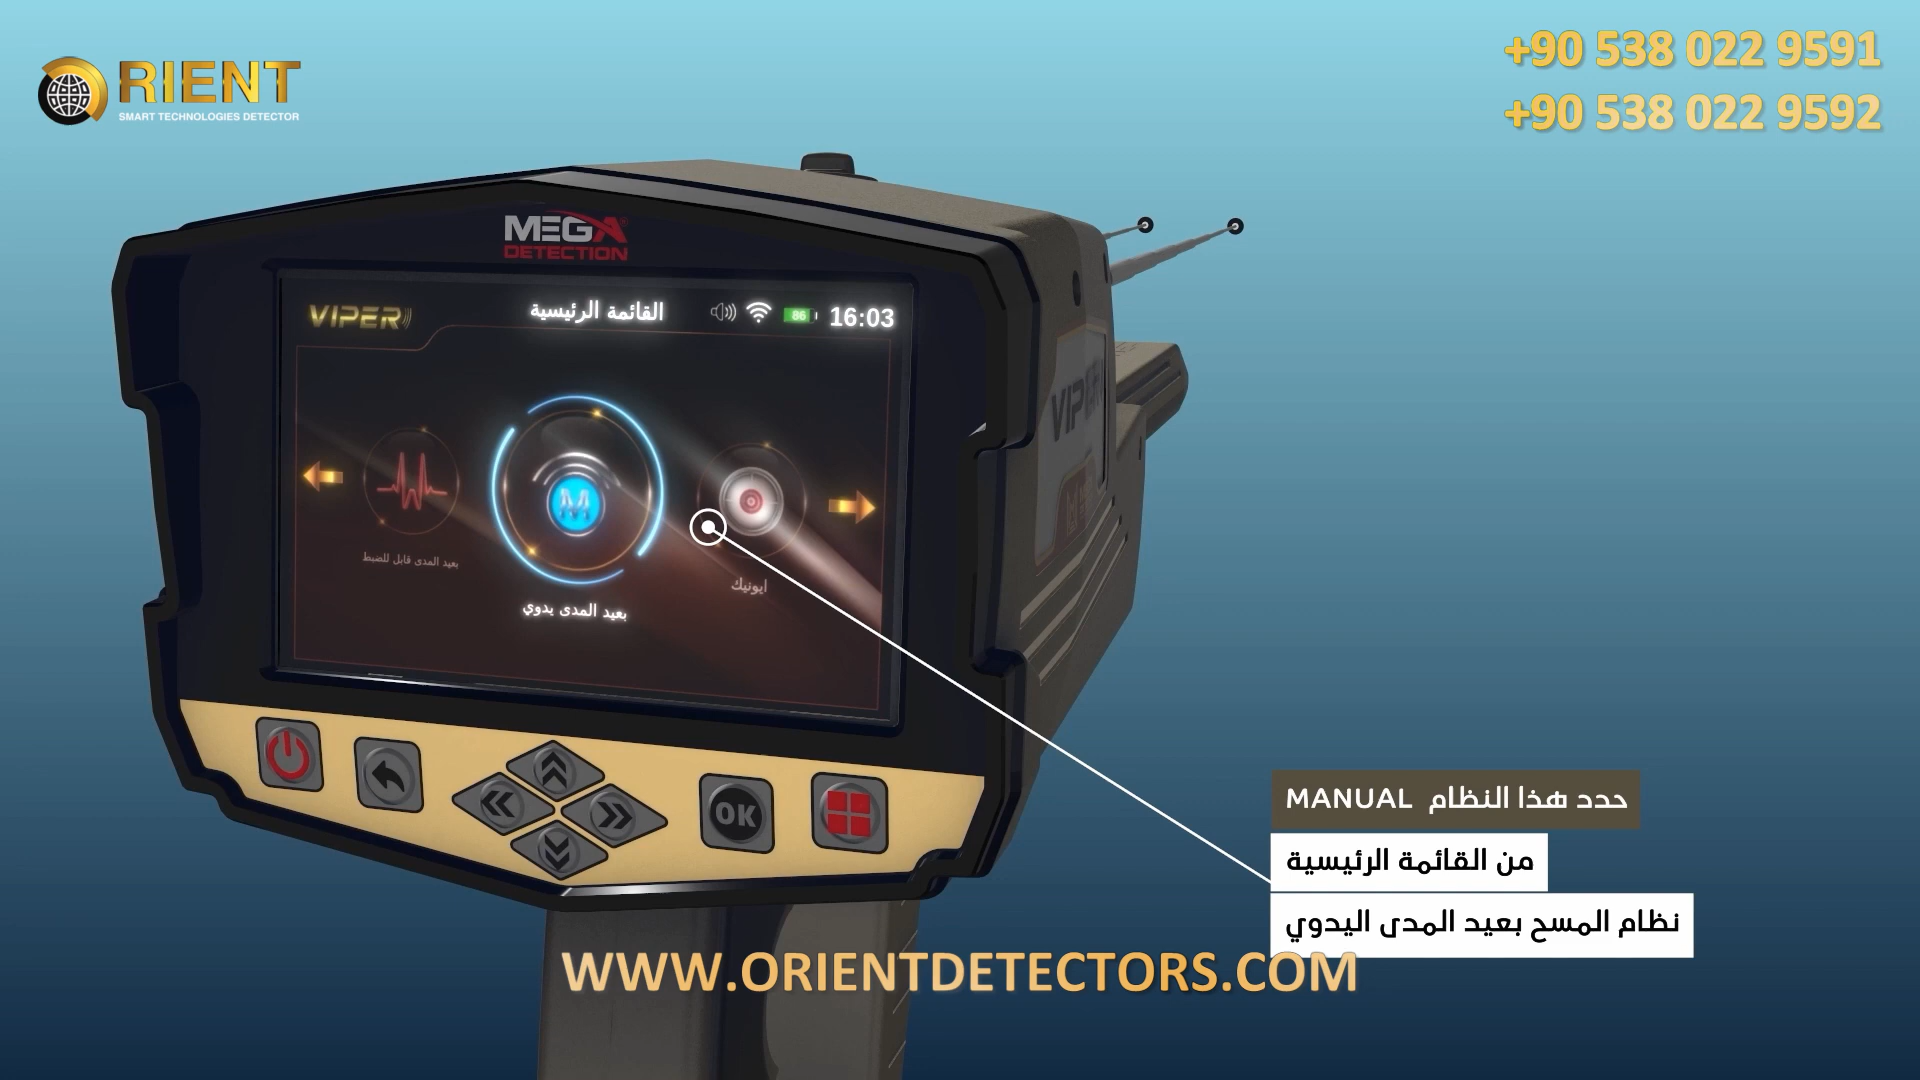 RIENT
SMART TECHNOLOGIES DETECTOR
+90 538 022 9591
+90 538 022 9592
MEGA
DETECTION
VIPER
القائمة الرئيسية
86
16:03
بعيد المدى قابل للضبط
بعيد المدى يدوي
ايونيك
M
VIPER
OK
حدد هذا النظام MANUAL
من القائمة الرئيسية
نظام المسح بعيد المدى اليدوي
WWW.ORIENTDETECTORS.COM